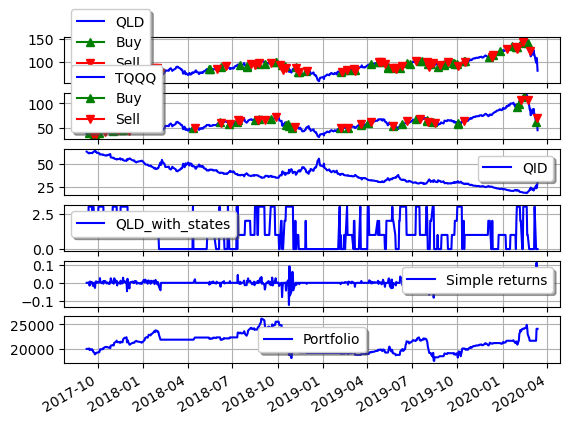 QLD
Buy
Sell
150
100
TQQQ
Buy
Sell
100
50
QID
50
25
QLD_with_states
2.5
0.0
Simple returns
0.1
0.0
−0.1
Portfolio
25000
20000
2017-10
2018-01
2018-04
2018-07
2018-10
2019-01
2019-04
2019-07
2019-10
2020-01
2020-04